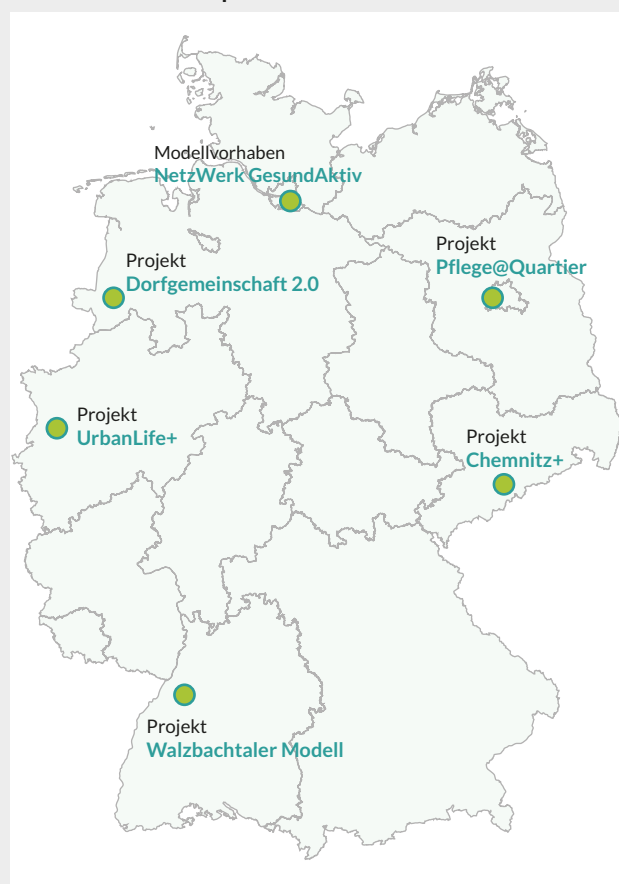 Modellvorhaben
NetzWerk GesundAktiv
Projekt
Pflege@Quartier
Projekt
Dorfgemeinschaft 2.0
Projekt
UrbanLife+
Projekt
Chemnitz+
Projekt
Walzbachtaler Modell